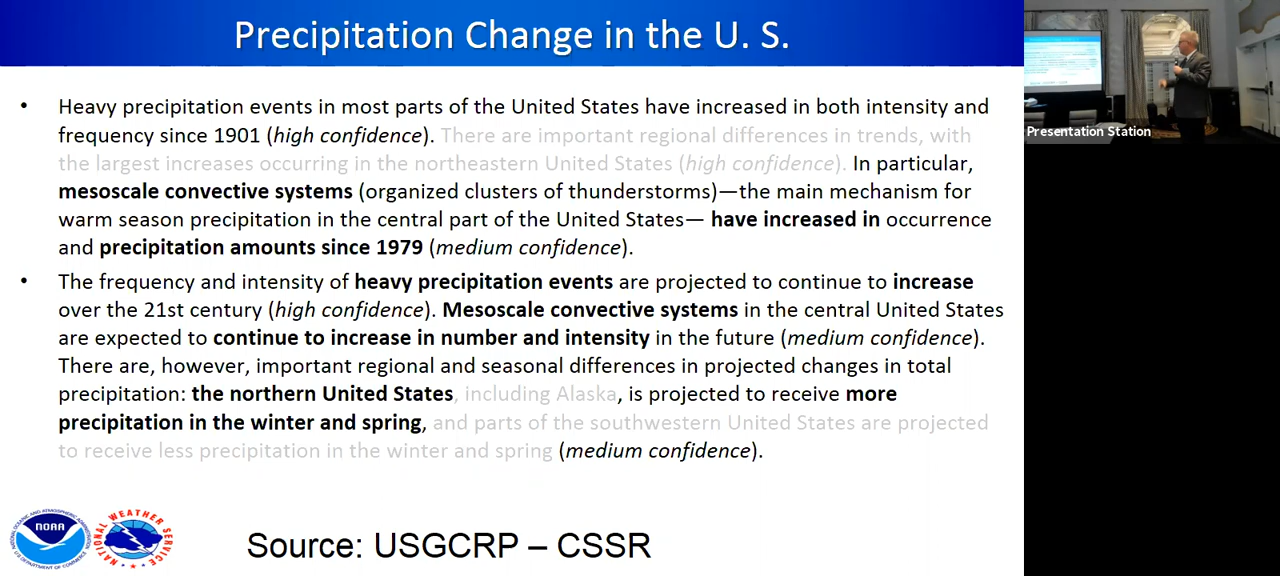 Precipitation Change in the U. S.
• Heavy precipitation events in most parts of the United States have increased in both intensity and
frequency since 1901 (high confidence). There are important regional differences in trends, with
the largest increases occurring in the northeastern United States (high confidence). In particular,
mesoscale convective systems (organized clusters of thunderstorms)—the main mechanism for
warm season precipitation in the central part of the United States— have increased in occurrence
and precipitation amounts since 1979 (medium confidence).
• The frequency and intensity of heavy precipitation events are projected to continue to increase
over the 21st century (high confidence). Mesoscale convective systems in the central United States
are expected to continue to increase in number and intensity in the future (medium confidence).
There are, however, important regional and seasonal differences in projected changes in total
precipitation: the northern United States, including Alaska, is projected to receive more
precipitation in the winter and spring, and parts of the southwestern United States are projected
to receive less precipitation in the winter and spring (medium confidence).
NOAA
NATIONAL WEATHER SERVICE
Source: USGCRP – CSSR
Presentation Station